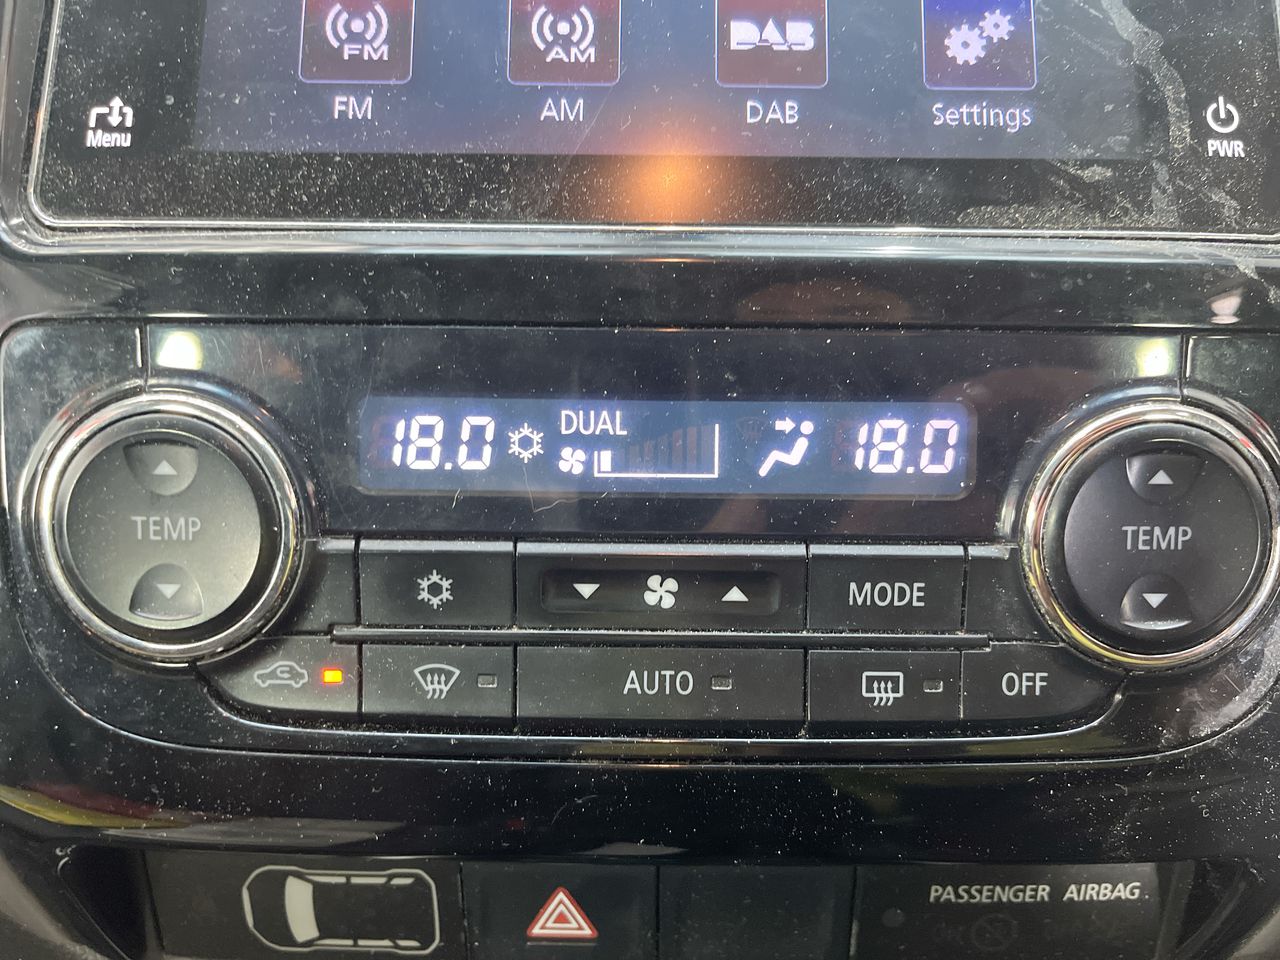 FM AM DAB
FM AM DAB Settings
Menu
PWR
18.0 DUAL 18.0
TEMP
TEMP
MODE
AUTO OFF
PASSENGER AIRBAG